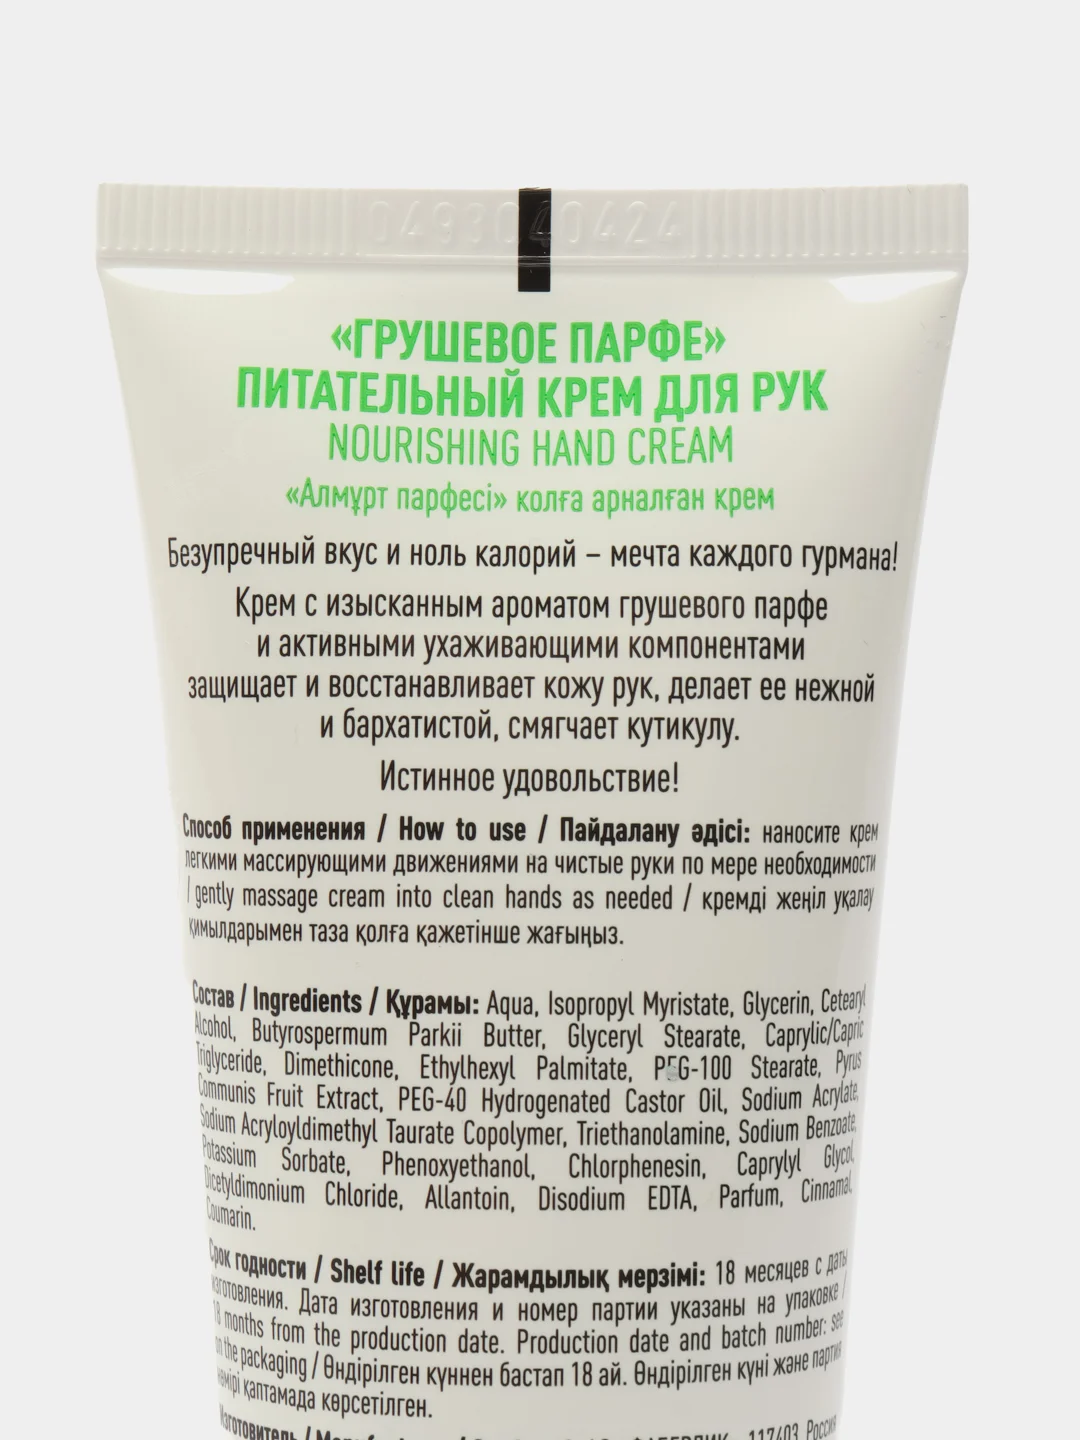 0493040424
«ГРУШЕВОЕ ПАРФЕ»
ПИТАТЕЛЬНЫЙ КРЕМ ДЛЯ РУК
NOURISHING HAND CREAM
«Алмұрт парфесі» қолға арналған крем
Безупречный вкус и ноль калорий – мечта каждого гурмана!
Крем с изысканным ароматом грушевого парфе
и активными ухаживающими компонентами
защищает и восстанавливает кожу рук, делает ее нежной
и бархатистой, смягчает кутикулу.
Истинное удовольствие!
Способ применения / How to use / Пайдалану әдісі: наносите крем
легкими массирующими движениями на чистые руки по мере необходимости
/ gently massage cream into clean hands as needed / кремді жеңіл уқалау
қимылдарымен таза қолға қажетінше жағыңыз.
Состав / Ingredients / Құрамы: Aqua, Isopropyl Myristate, Glycerin, Cetearyl
Alcohol, Butyrospermum Parkii Butter, Glyceryl Stearate, Caprylic/Capric
Triglyceride, Dimethicone, Ethylhexyl Palmitate, PEG-100 Stearate, Pyrus
Communis Fruit Extract, PEG-40 Hydrogenated Castor Oil, Sodium Acrylate,
Sodium Acryloyldimethyl Taurate Copolymer, Triethanolamine, Sodium Benzoate,
Potassium Sorbate, Phenoxyethanol, Chlorphenesin, Caprylyl Glycol,
Dicetyldimonium Chloride, Allantoin, Disodium EDTA, Parfum, Cinnamal,
Coumarin.
Срок годности / Shelf life / Жарамдылық мерзімі: 18 месяцев с даты
изготовления. Дата изготовления и номер партии указаны на упаковке /
18 months from the production date. Production date and batch number: see
on the packaging / Өндірілген күннен бастап 18 ай. Өндірілген күні және партия
нөмірі қаптамада көрсетілген.
Изготовитель / 117403 Россия